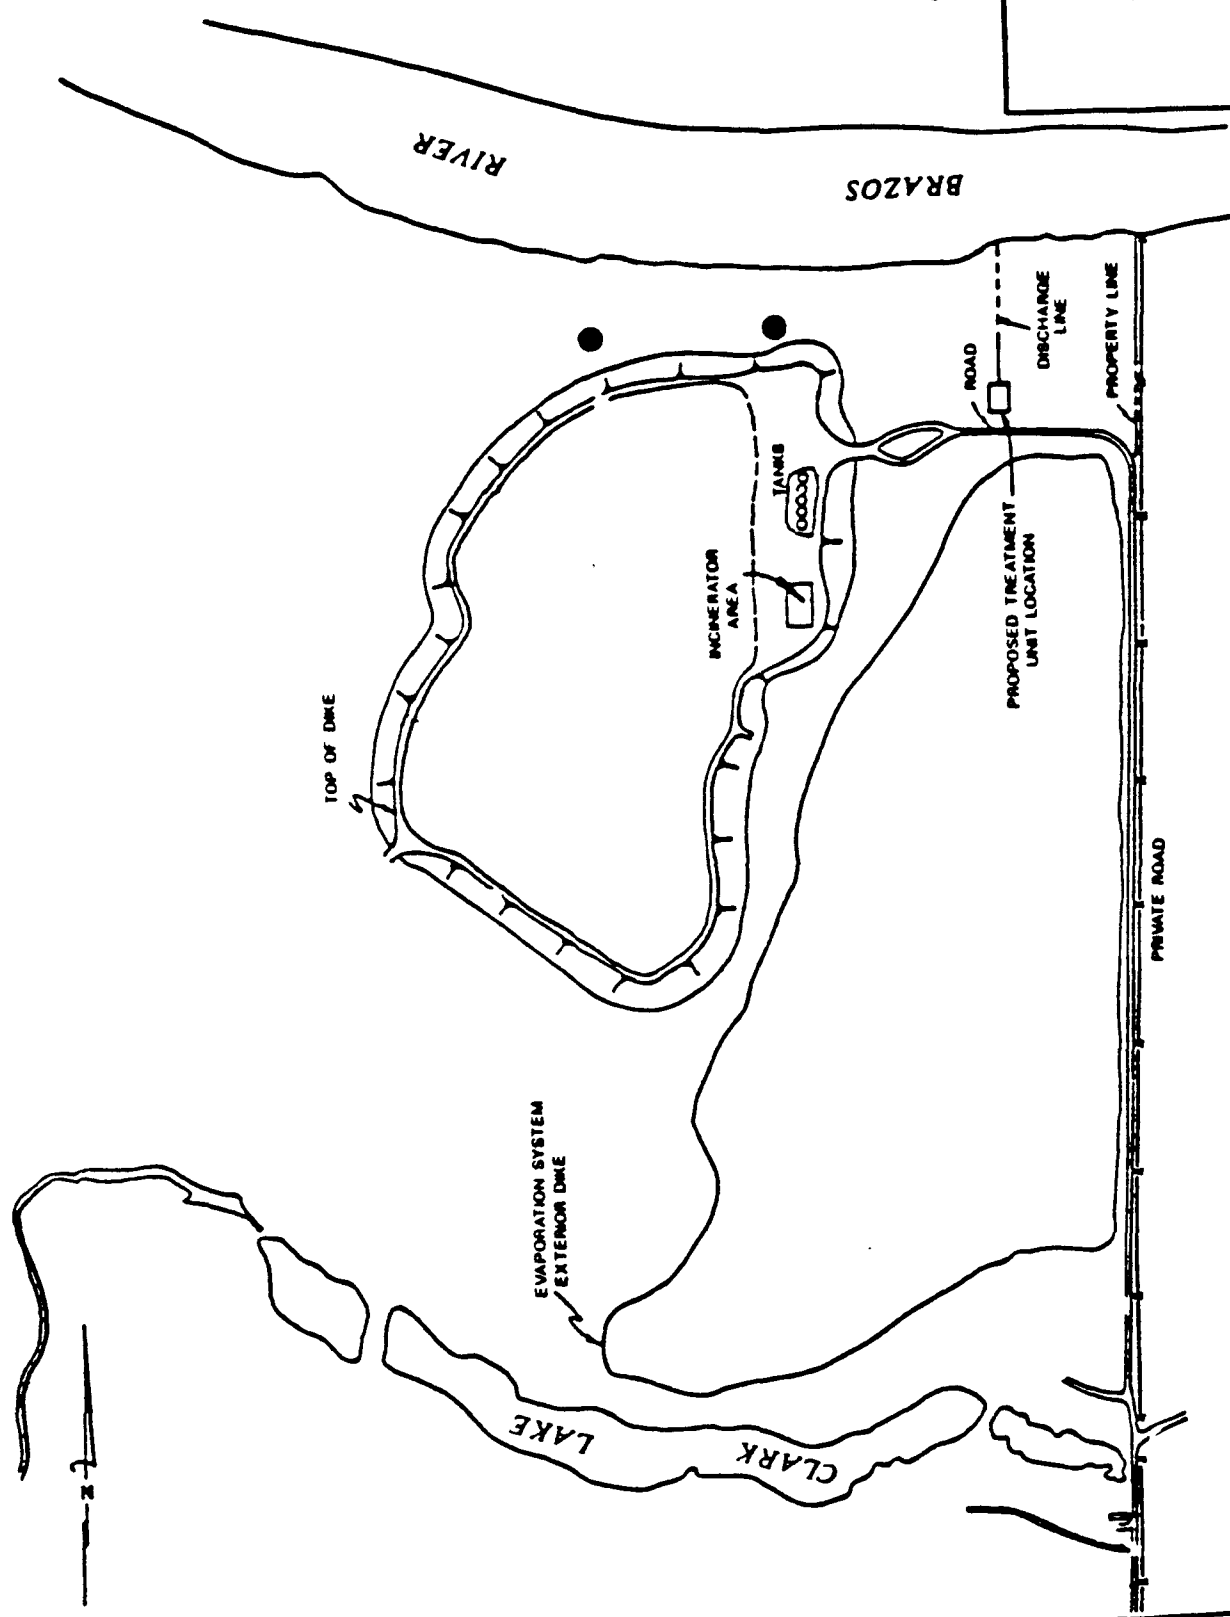 BRAZOS
RIVER
DISCHARGE
LINE
PROPERTY LINE
ROAD
TANKS
INCINERATOR
AREA
PROPOSED TREATMENT
UNIT LOCATION
TOP OF DIKE
PRIVATE ROAD
EVAPORATION SYSTEM
EXTERIOR DIKE
CLARK
LAKE
N